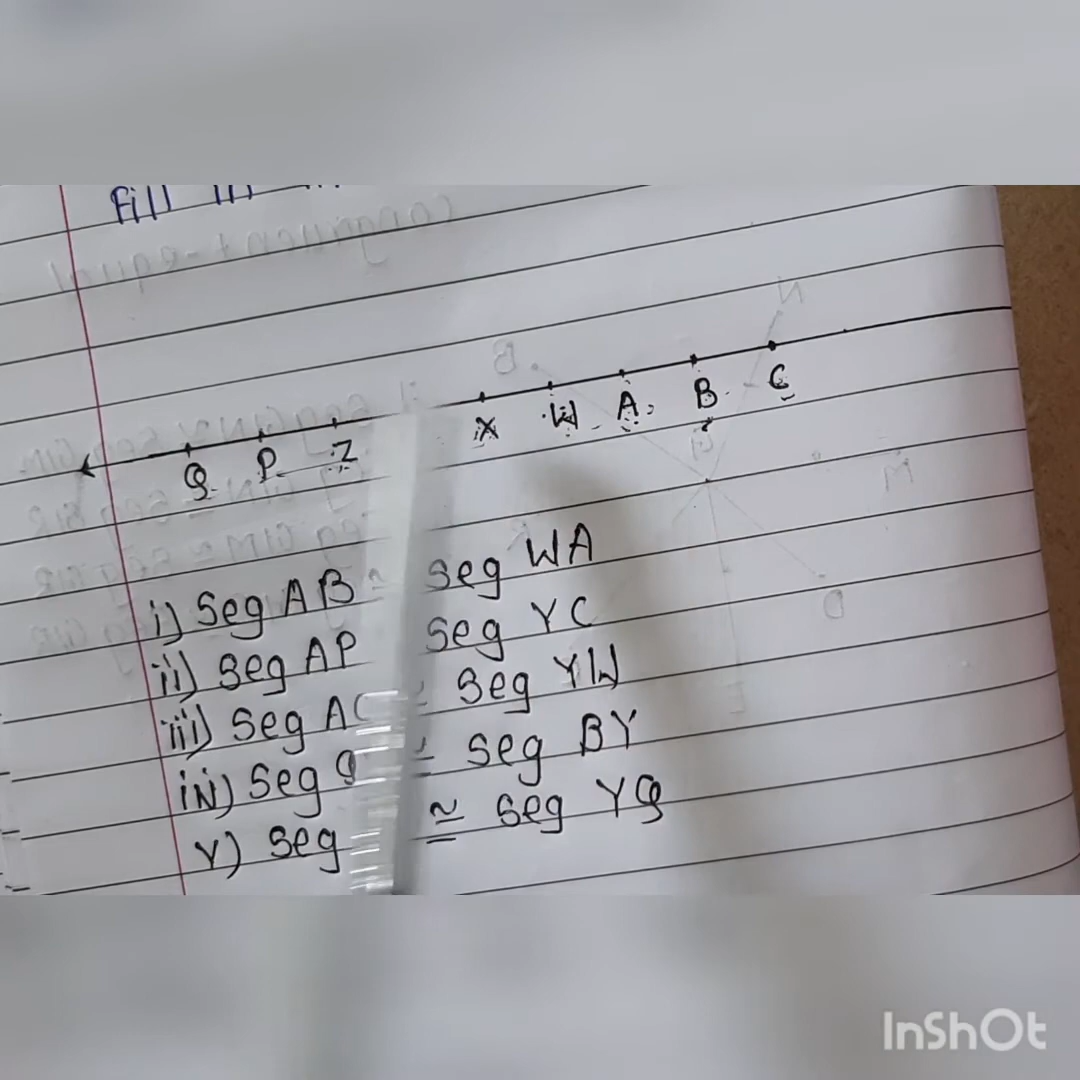 Fill in
Q P Z X W A B C
i) Seg AB ≅ Seg WA
ii) Seg AP Seg YC
iii) Seg AC ≅ Seg YW
iv) Seg ≅ Seg BY
v) Seg ≅ Seg YQ
InShOt